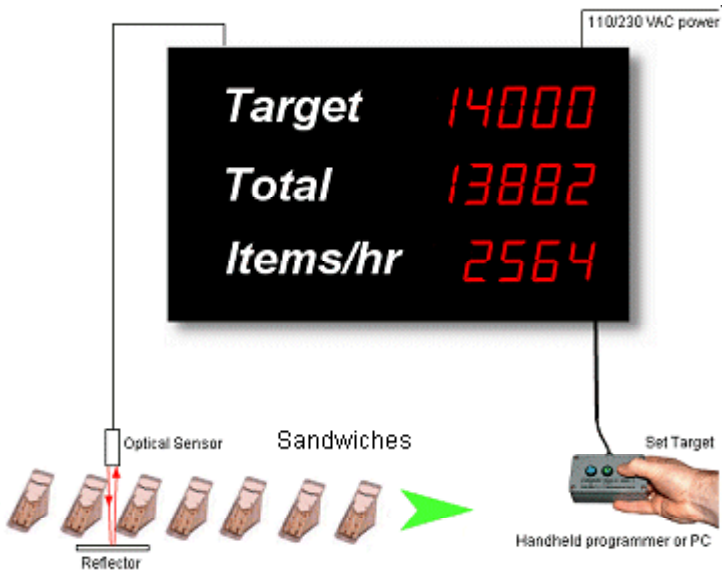 110/230 VAC power
Target 14000
Total 13882
Items/hr 2564
Optical Sensor
Sandwiches
Set Target
Reflector
Handheld programmer or PC